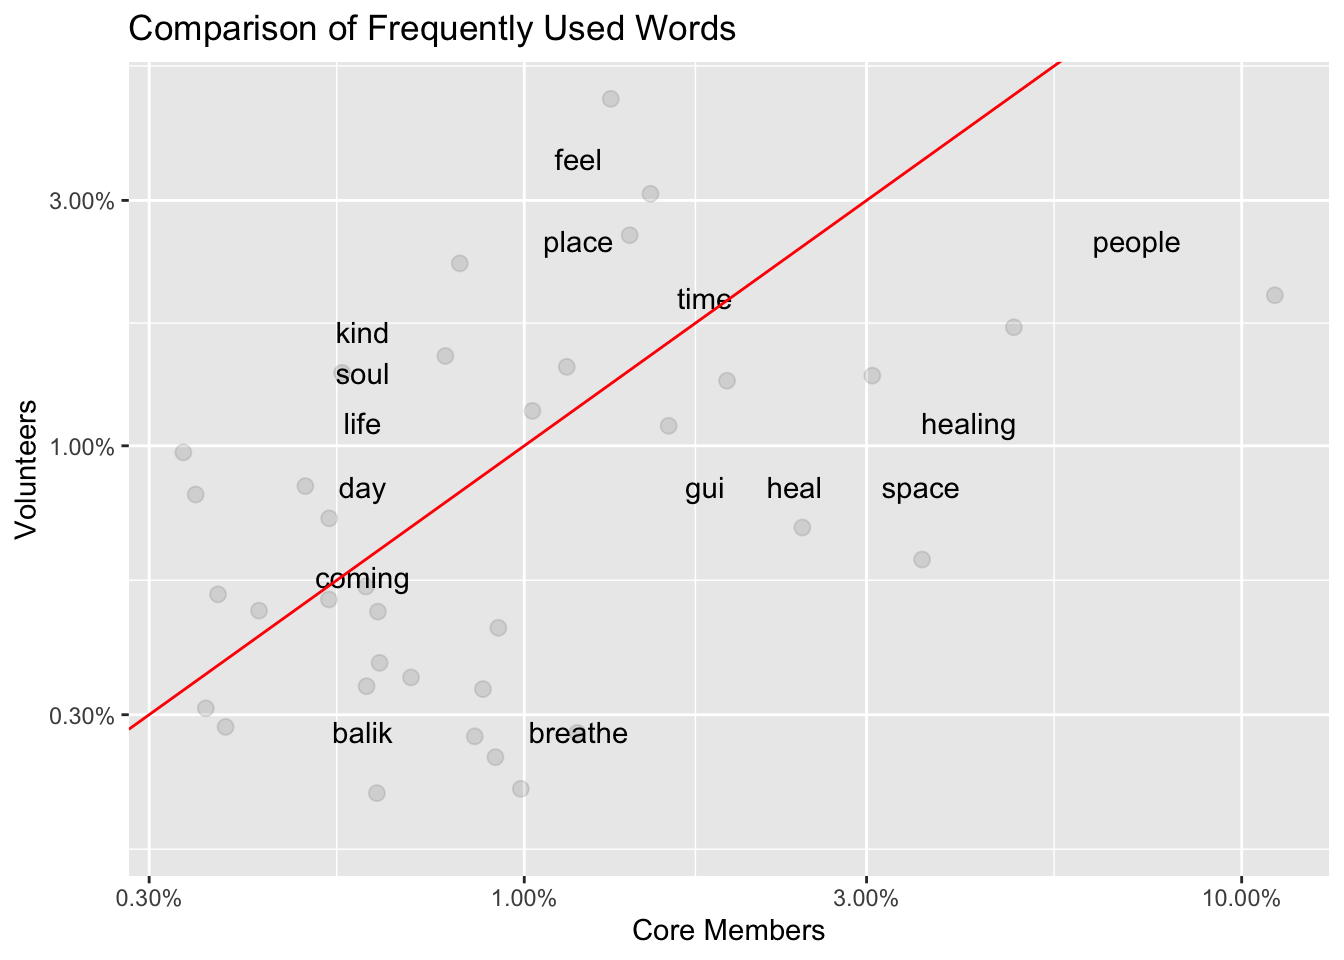 Comparison of Frequently Used Words
feel
3.00%
place
people
time
kind
soul
life
healing
1.00%
Volunteers
day
gui
heal
space
coming
0.30%
balik
breathe
0.30%
1.00%
3.00%
10.00%
Core Members